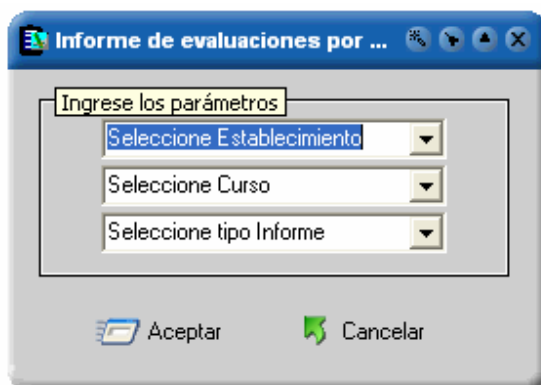 Informe de evaluaciones por ...
Ingrese los parámetros
Seleccione Establecimiento
Seleccione Curso
Seleccione tipo Informe
Aceptar Cancelar